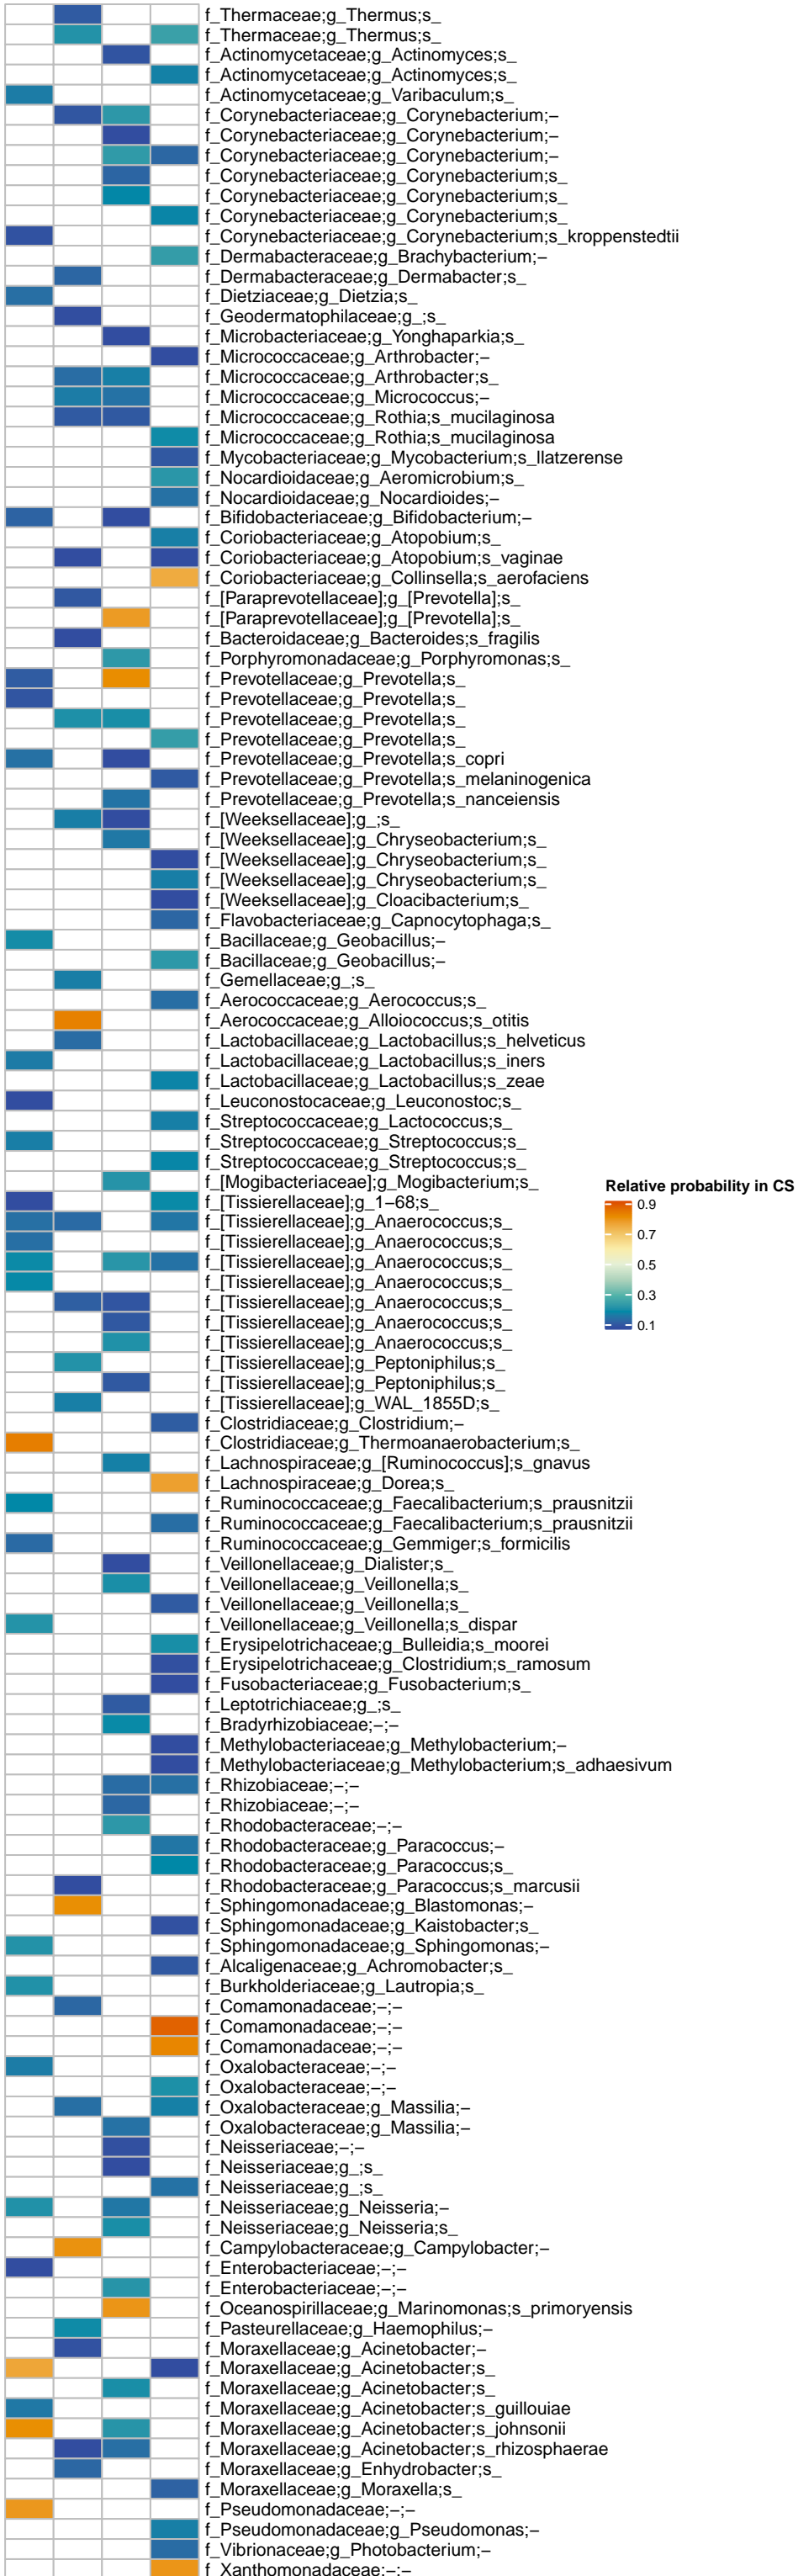 f_Thermaceae;g_Thermus;s_
f_Thermaceae;g_Thermus;s_
f_Actinomycetaceae;g_Actinomyces;s_
f_Actinomycetaceae;g_Actinomyces;s_
f_Actinomycetaceae;g_Varibaculum;s_
f_Corynebacteriaceae;g_Corynebacterium;−
f_Corynebacteriaceae;g_Corynebacterium;−
f_Corynebacteriaceae;g_Corynebacterium;−
f_Corynebacteriaceae;g_Corynebacterium;s_
f_Corynebacteriaceae;g_Corynebacterium;s_
f_Corynebacteriaceae;g_Corynebacterium;s_
f_Corynebacteriaceae;g_Corynebacterium;s_kroppenstedtii
f_Dermabacteraceae;g_Brachybacterium;−
f_Dermabacteraceae;g_Dermabacter;s_
f_Dietziaceae;g_Dietzia;s_
f_Geodermatophilaceae;g_;s_
f_Microbacteriaceae;g_Yonghaparkia;s_
f_Micrococcaceae;g_Arthrobacter;−
f_Micrococcaceae;g_Arthrobacter;s_
f_Micrococcaceae;g_Micrococcus;−
f_Micrococcaceae;g_Rothia;s_mucilaginosa
f_Micrococcaceae;g_Rothia;s_mucilaginosa
f_Mycobacteriaceae;g_Mycobacterium;s_llatzerense
f_Nocardioidaceae;g_Aeromicrobium;s_
f_Nocardioidaceae;g_Nocardioides;−
f_Bifidobacteriaceae;g_Bifidobacterium;−
f_Coriobacteriaceae;g_Atopobium;s_
f_Coriobacteriaceae;g_Atopobium;s_vaginae
f_Coriobacteriaceae;g_Collinsella;s_aerofaciens
f_[Paraprevotellaceae];g_[Prevotella];s_
f_[Paraprevotellaceae];g_[Prevotella];s_
f_Bacteroidaceae;g_Bacteroides;s_fragilis
f_Porphyromonadaceae;g_Porphyromonas;s_
f_Prevotellaceae;g_Prevotella;s_
f_Prevotellaceae;g_Prevotella;s_
f_Prevotellaceae;g_Prevotella;s_
f_Prevotellaceae;g_Prevotella;s_
f_Prevotellaceae;g_Prevotella;s_copri
f_Prevotellaceae;g_Prevotella;s_melaninogenica
f_Prevotellaceae;g_Prevotella;s_nanceiensis
f_[Weeksellaceae];g_;s_
f_[Weeksellaceae];g_Chryseobacterium;s_
f_[Weeksellaceae];g_Chryseobacterium;s_
f_[Weeksellaceae];g_Chryseobacterium;s_
f_[Weeksellaceae];g_Cloacibacterium;s_
f_Flavobacteriaceae;g_Capnocytophaga;s_
f_Bacillaceae;g_Geobacillus;−
f_Bacillaceae;g_Geobacillus;−
f_Gemellaceae;g_;s_
f_Aerococcaceae;g_Aerococcus;s_
f_Aerococcaceae;g_Alloiococcus;s_otitis
f_Lactobacillaceae;g_Lactobacillus;s_helveticus
f_Lactobacillaceae;g_Lactobacillus;s_iners
f_Lactobacillaceae;g_Lactobacillus;s_zeae
f_Leuconostocaceae;g_Leuconostoc;s_
f_Streptococcaceae;g_Lactococcus;s_
f_Streptococcaceae;g_Streptococcus;s_
f_Streptococcaceae;g_Streptococcus;s_
f_[Mogibacteriaceae];g_Mogibacterium;s_
f_[Tissierellaceae];g_1−68;s_
f_[Tissierellaceae];g_Anaerococcus;s_
f_[Tissierellaceae];g_Anaerococcus;s_
f_[Tissierellaceae];g_Anaerococcus;s_
f_[Tissierellaceae];g_Anaerococcus;s_
f_[Tissierellaceae];g_Anaerococcus;s_
f_[Tissierellaceae];g_Anaerococcus;s_
f_[Tissierellaceae];g_Anaerococcus;s_
f_[Tissierellaceae];g_Peptoniphilus;s_
f_[Tissierellaceae];g_Peptoniphilus;s_
f_[Tissierellaceae];g_WAL_1855D;s_
f_Clostridiaceae;g_Clostridium;−
f_Clostridiaceae;g_Thermoanaerobacterium;s_
f_Lachnospiraceae;g_[Ruminococcus];s_gnavus
f_Lachnospiraceae;g_Dorea;s_
f_Ruminococcaceae;g_Faecalibacterium;s_prausnitzii
f_Ruminococcaceae;g_Faecalibacterium;s_prausnitzii
f_Ruminococcaceae;g_Gemmiger;s_formicilis
f_Veillonellaceae;g_Dialister;s_
f_Veillonellaceae;g_Veillonella;s_
f_Veillonellaceae;g_Veillonella;s_
f_Veillonellaceae;g_Veillonella;s_dispar
f_Erysipelotrichaceae;g_Bulleidia;s_moorei
f_Erysipelotrichaceae;g_Clostridium;s_ramosum
f_Fusobacteriaceae;g_Fusobacterium;s_
f_Leptotrichiaceae;g_;s_
f_Bradyrhizobiaceae;−;−
f_Methylobacteriaceae;g_Methylobacterium;−
f_Methylobacteriaceae;g_Methylobacterium;s_adhaesivum
f_Rhizobiaceae;−;−
f_Rhizobiaceae;−;−
f_Rhodobacteraceae;−;−
f_Rhodobacteraceae;g_Paracoccus;−
f_Rhodobacteraceae;g_Paracoccus;s_
f_Rhodobacteraceae;g_Paracoccus;s_marcusii
f_Sphingomonadaceae;g_Blastomonas;−
f_Sphingomonadaceae;g_Kaistobacter;s_
f_Sphingomonadaceae;g_Sphingomonas;−
f_Alcaligenaceae;g_Achromobacter;s_
f_Burkholderiaceae;g_Lautropia;s_
f_Comamonadaceae;−;−
f_Comamonadaceae;−;−
f_Comamonadaceae;−;−
f_Oxalobacteraceae;−;−
f_Oxalobacteraceae;−;−
f_Oxalobacteraceae;g_Massilia;−
f_Oxalobacteraceae;g_Massilia;−
f_Neisseriaceae;−;−
f_Neisseriaceae;g_;s_
f_Neisseriaceae;g_;s_
f_Neisseriaceae;g_Neisseria;−
f_Neisseriaceae;g_Neisseria;s_
f_Campylobacteraceae;g_Campylobacter;−
f_Enterobacteriaceae;−;−
f_Enterobacteriaceae;−;−
f_Oceanospirillaceae;g_Marinomonas;s_primoryensis
f_Pasteurellaceae;g_Haemophilus;−
f_Moraxellaceae;g_Acinetobacter;−
f_Moraxellaceae;g_Acinetobacter;s_
f_Moraxellaceae;g_Acinetobacter;s_
f_Moraxellaceae;g_Acinetobacter;s_guillouiae
f_Moraxellaceae;g_Acinetobacter;s_johnsonii
f_Moraxellaceae;g_Acinetobacter;s_rhizosphaerae
f_Moraxellaceae;g_Enhydrobacter;s_
f_Moraxellaceae;g_Moraxella;s_
f_Pseudomonadaceae;−;−
f_Pseudomonadaceae;g_Pseudomonas;−
f_Vibrionaceae;g_Photobacterium;−
f_Xanthomonadaceae;−;−
Relative probability in CS
0.9
0.7
0.5
0.3
0.1